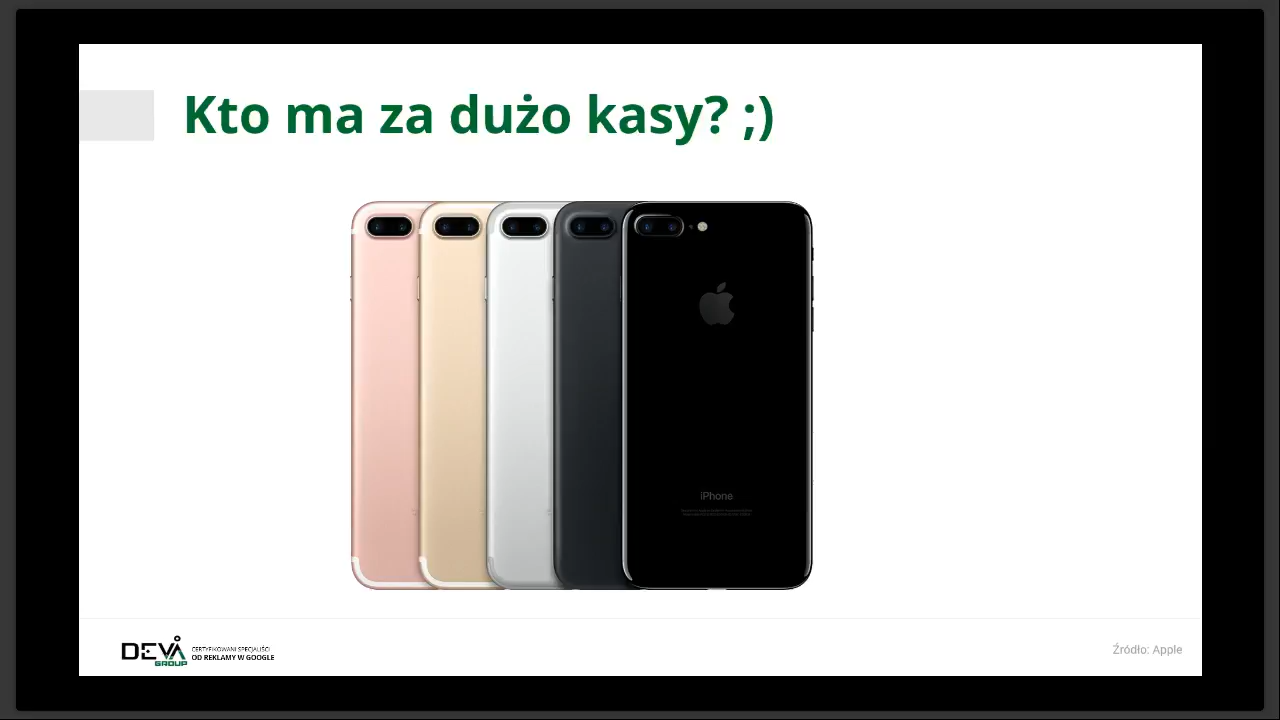 Kto ma za dużo kasy? ;)
iPhone
DEVA GROUP
CERTYFIKOWANI SPECJALIŚCI
OD REKLAMY W GOOGLE
Źródło: Apple